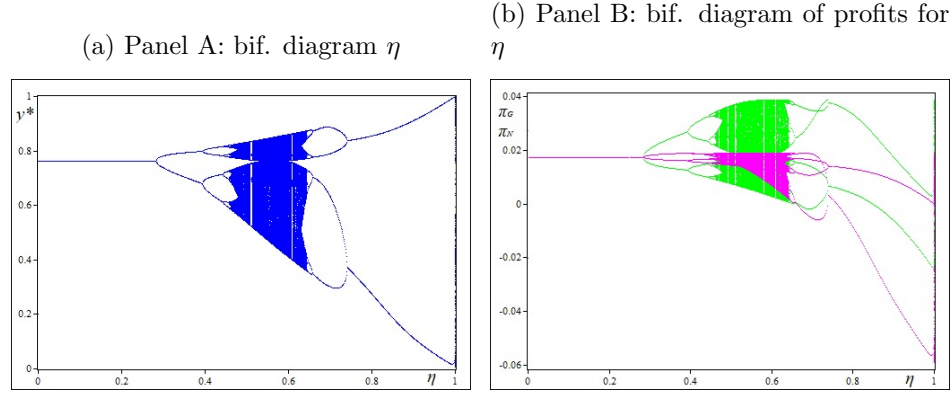 (a) Panel A: bif. diagram η
(b) Panel B: bif. diagram of profits for
η
1
y*
0.8
0.6
0.4
0.2
0
0 0.2 0.4 0.6 0.8 η 1
0.04
π_G
π_N
0.02
0
-0.02
-0.04
-0.06
0 0.2 0.4 0.6 0.8 η 1